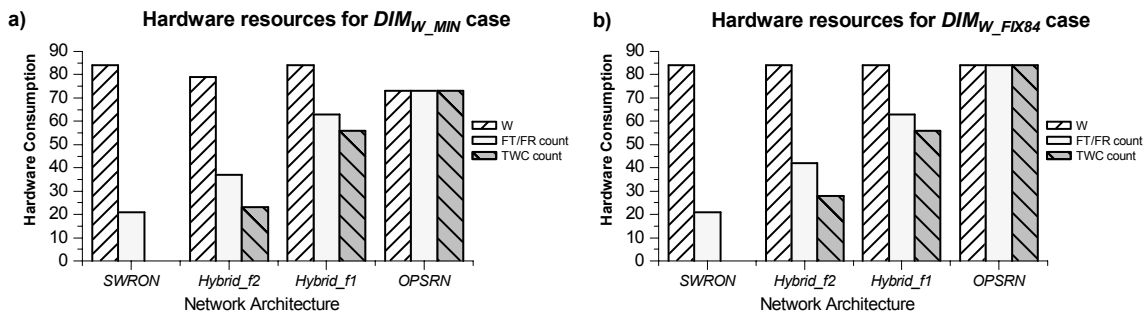 a) Hardware resources for DIM_W_MIN case
Hardware Consumption
90
80
70
60
50
40
30
20
10
0
SWRON Hybrid_f2 Hybrid_f1 OPSRN
Network Architecture
W
FT/FR count
TWC count
b) Hardware resources for DIM_W_FIX84 case
Hardware Consumption
90
80
70
60
50
40
30
20
10
0
SWRON Hybrid_f2 Hybrid_f1 OPSRN
Network Architecture
W
FT/FR count
TWC count